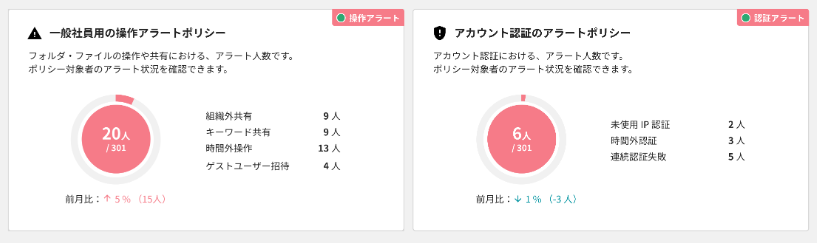 操作アラート
一般社員用の操作アラートポリシー
フォルダ・ファイルの操作や共有における、アラート人数です。
ポリシー対象者のアラート状況を確認できます。
20人
/ 301
組織外共有 9 人
キーワード共有 9 人
時間外操作 13 人
ゲストユーザー招待 4 人
前月比：↑ 5 % （15人）
認証アラート
アカウント認証のアラートポリシー
アカウント認証における、アラート人数です。
ポリシー対象者のアラート状況を確認できます。
6人
/ 301
未使用 IP 認証 2 人
時間外認証 3 人
連続認証失敗 5 人
前月比：↓ 1 % （-3 人）